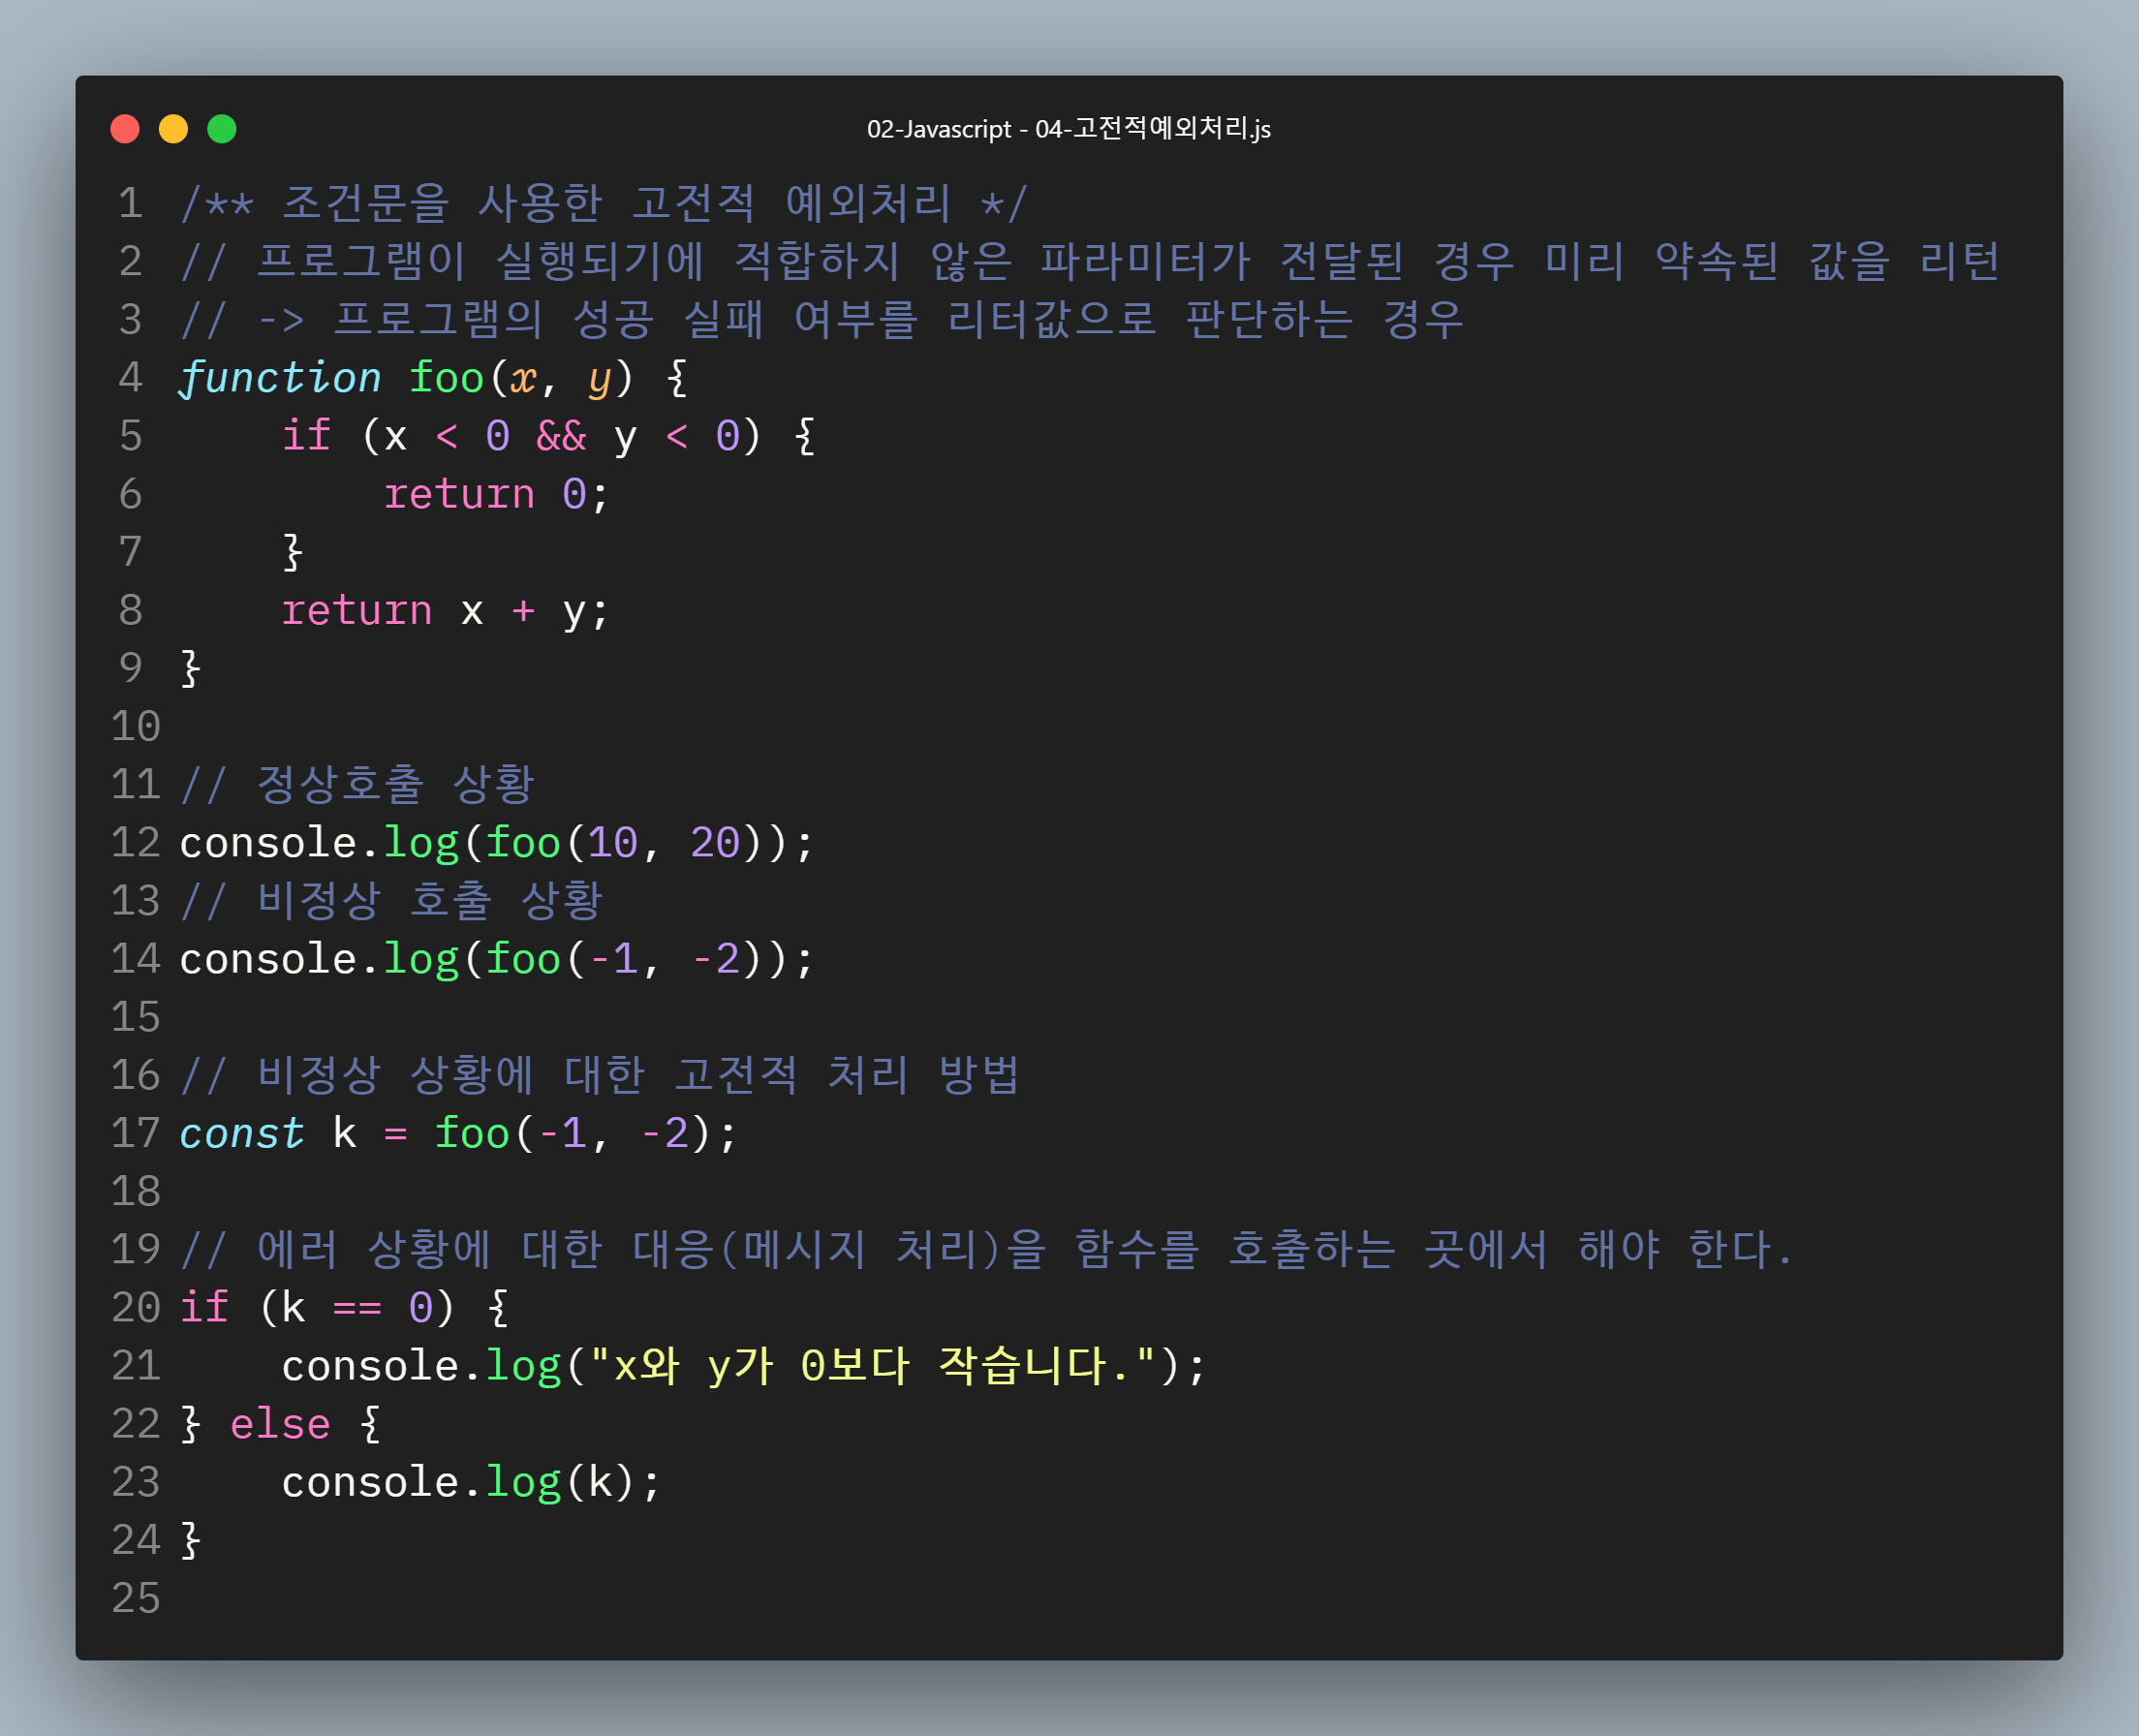 02-Javascript - 04-고전적예외처리.js
1 /** 조건문을 사용한 고전적 예외처리 */
2 // 프로그램이 실행되기에 적합하지 않은 파라미터가 전달된 경우 미리 약속된 값을 리턴
3 // -> 프로그램의 성공 실패 여부를 리터값으로 판단하는 경우
4 function foo(x, y) {
5     if (x < 0 && y < 0) {
6         return 0;
7     }
8     return x + y;
9 }
10
11 // 정상호출 상황
12 console.log(foo(10, 20));
13 // 비정상 호출 상황
14 console.log(foo(-1, -2));
15
16 // 비정상 상황에 대한 고전적 처리 방법
17 const k = foo(-1, -2);
18
19 // 에러 상황에 대한 대응(메시지 처리)을 함수를 호출하는 곳에서 해야 한다.
20 if (k == 0) {
21     console.log("x와 y가 0보다 작습니다.");
22 } else {
23     console.log(k);
24 }
25